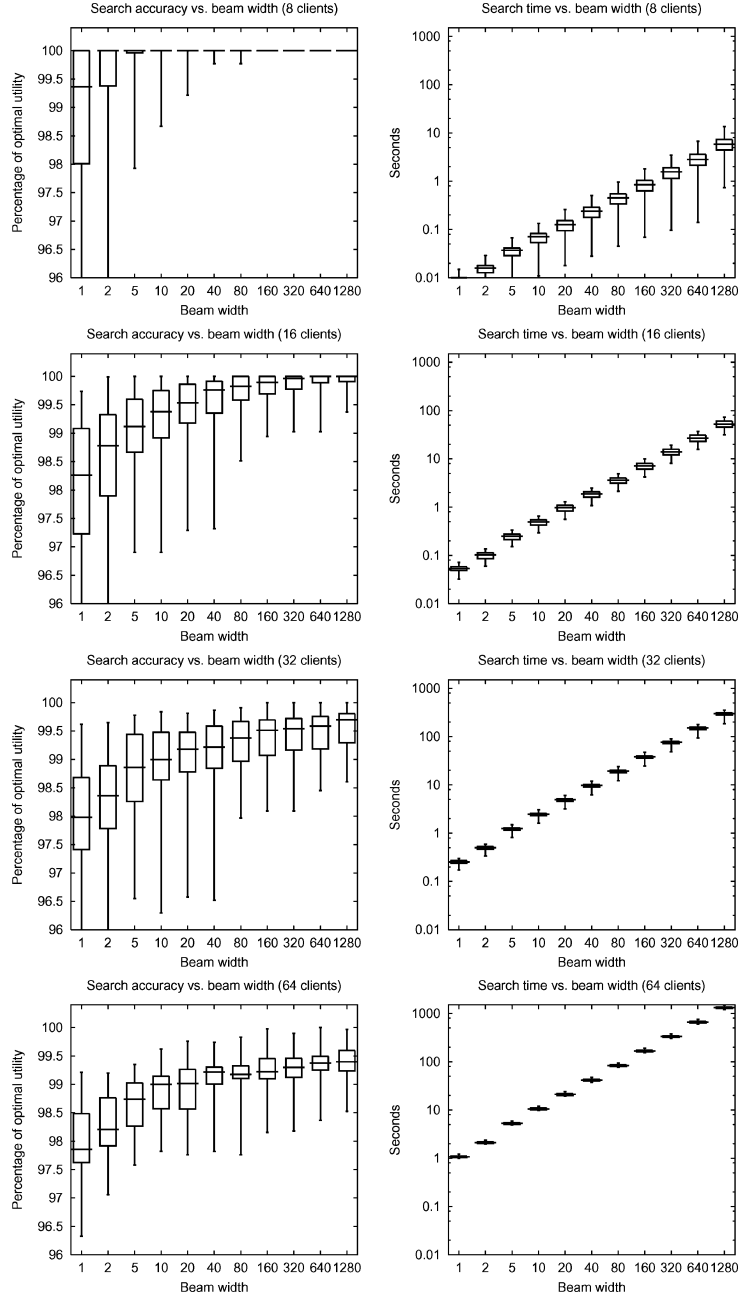 Search accuracy vs. beam width (8 clients)
Percentage of optimal utility
100
99.5
99
98.5
98
97.5
97
96.5
96
1 2 5 10 20 40 80 160 320 640 1280
Beam width
Search time vs. beam width (8 clients)
Seconds
1000
100
10
1
0.1
0.01
1 2 5 10 20 40 80 160 320 640 1280
Beam width
Search accuracy vs. beam width (16 clients)
Percentage of optimal utility
100
99.5
99
98.5
98
97.5
97
96.5
96
1 2 5 10 20 40 80 160 320 640 1280
Beam width
Search time vs. beam width (16 clients)
Seconds
1000
100
10
1
0.1
0.01
1 2 5 10 20 40 80 160 320 640 1280
Beam width
Search accuracy vs. beam width (32 clients)
Percentage of optimal utility
100
99.5
99
98.5
98
97.5
97
96.5
96
1 2 5 10 20 40 80 160 320 640 1280
Beam width
Search time vs. beam width (32 clients)
Seconds
1000
100
10
1
0.1
0.01
1 2 5 10 20 40 80 160 320 640 1280
Beam width
Search accuracy vs. beam width (64 clients)
Percentage of optimal utility
100
99.5
99
98.5
98
97.5
97
96.5
96
1 2 5 10 20 40 80 160 320 640 1280
Beam width
Search time vs. beam width (64 clients)
Seconds
1000
100
10
1
0.1
0.01
1 2 5 10 20 40 80 160 320 640 1280
Beam width